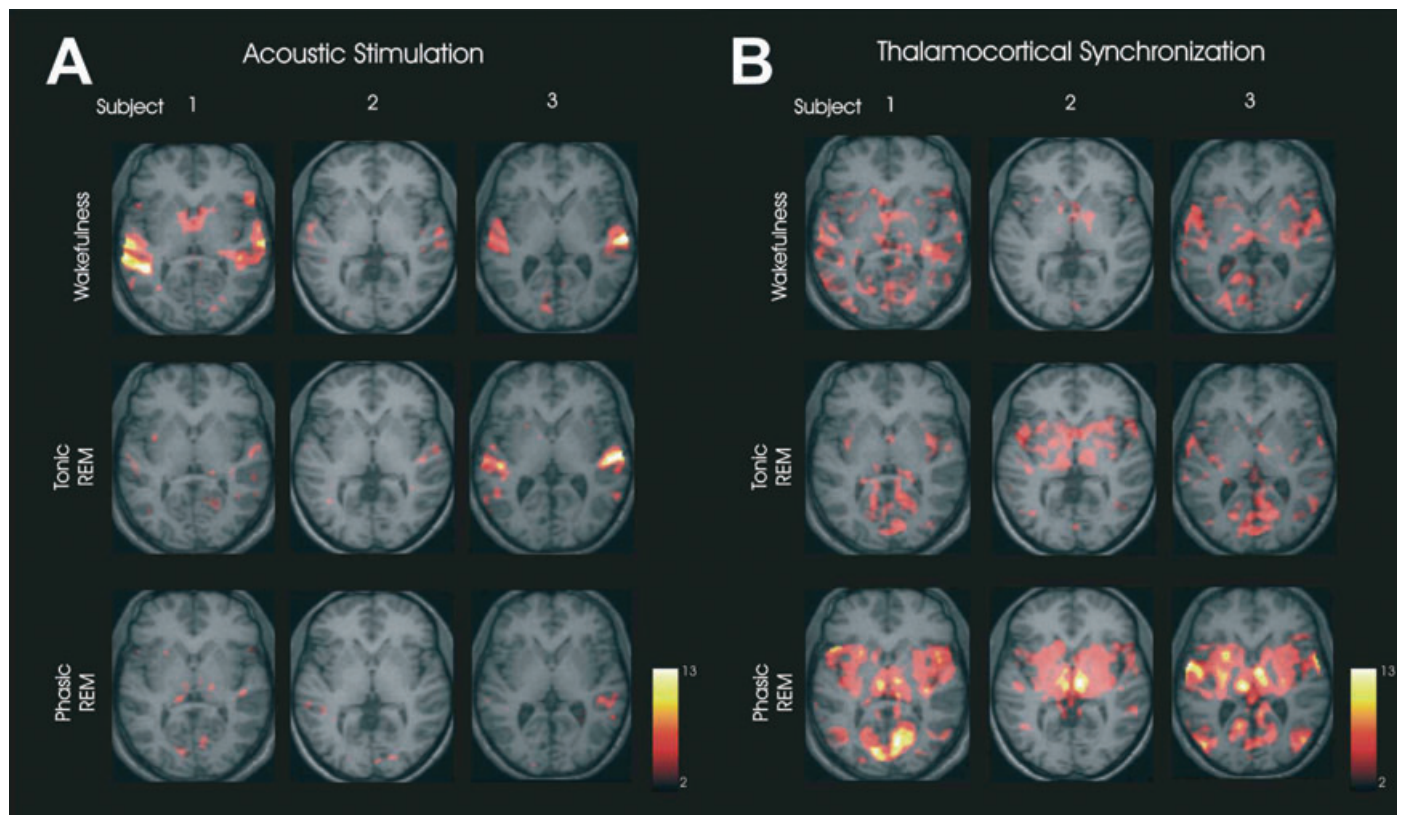 A
Acoustic Stimulation
Subject 1 2 3
Wakefulness
Tonic
REM
Phasic
REM
13
2
B
Thalamocortical Synchronization
Subject 1 2 3
Wakefulness
Tonic
REM
Phasic
REM
13
2